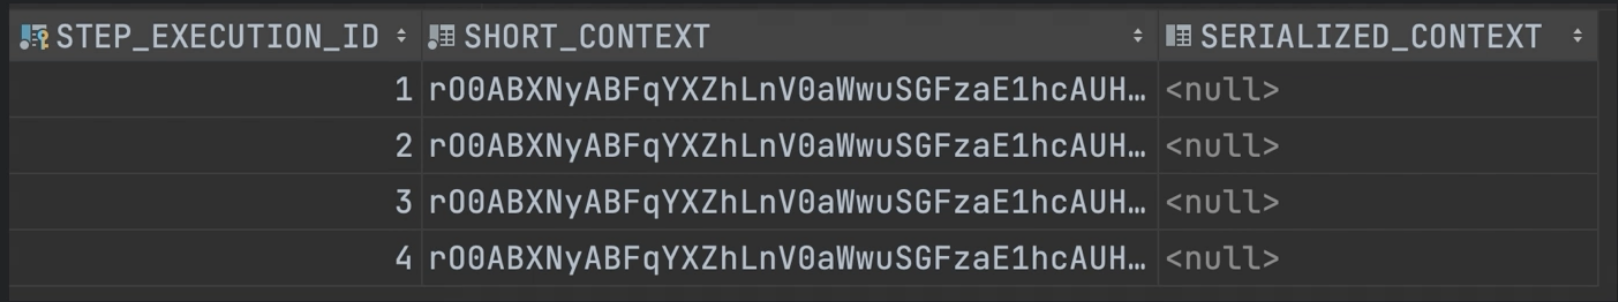 STEP_EXECUTION_ID SHORT_CONTEXT SERIALIZED_CONTEXT
1 rO0ABXNyABFqYXZhLnV0aWwuSGFzaE1hcAUH… <null>
2 rO0ABXNyABFqYXZhLnV0aWwuSGFzaE1hcAUH… <null>
3 rO0ABXNyABFqYXZhLnV0aWwuSGFzaE1hcAUH… <null>
4 rO0ABXNyABFqYXZhLnV0aWwuSGFzaE1hcAUH… <null>